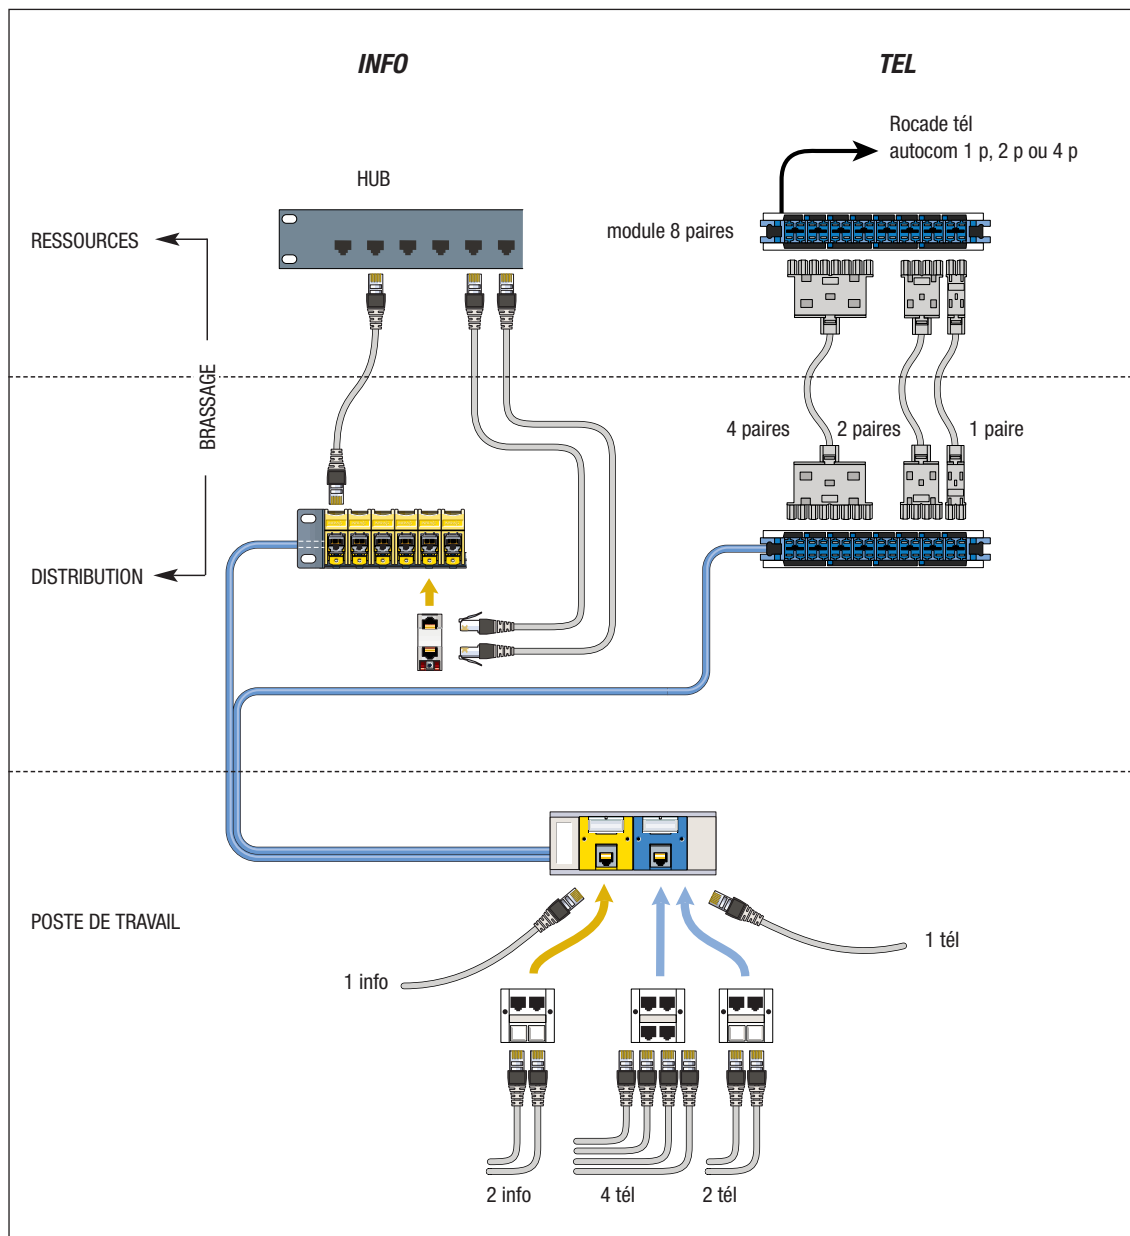 INFO
TEL
Rocade tél
autocom 1 p, 2 p ou 4 p
HUB
RESSOURCES
module 8 paires
BRASSAGE
4 paires
2 paires
1 paire
DISTRIBUTION
POSTE DE TRAVAIL
1 tél
1 info
2 info
4 tél
2 tél